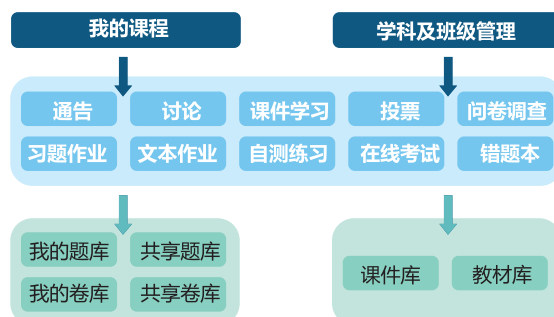 我的课程
学科及班级管理
通告 讨论 课件学习 投票 问卷调查
习题作业 文本作业 自测练习 在线考试 错题本
我的题库 共享题库
我的卷库 共享卷库
课件库 教材库